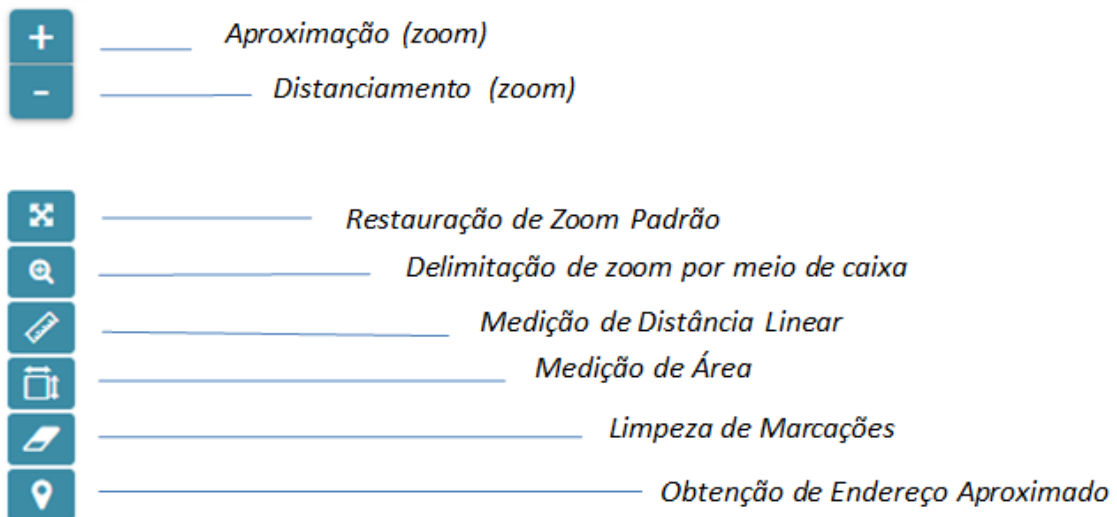 Aproximação (zoom)
Distanciamento (zoom)
Restauração de Zoom Padrão
Delimitação de zoom por meio de caixa
Medição de Distância Linear
Medição de Área
Limpeza de Marcações
Obtenção de Endereço Aproximado